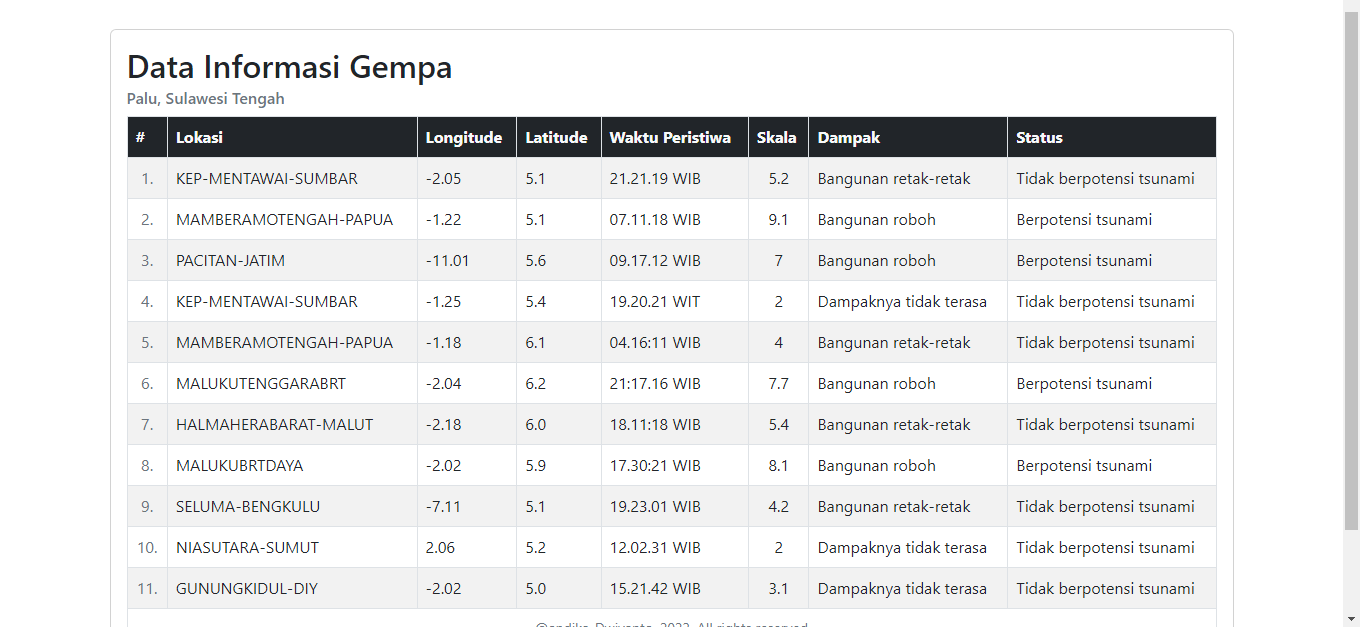 Data Informasi Gempa
Palu, Sulawesi Tengah
# Lokasi Longitude Latitude Waktu Peristiwa Skala Dampak Status
1. KEP-MENTAWAI-SUMBAR -2.05 5.1 21.21.19 WIB 5.2 Bangunan retak-retak Tidak berpotensi tsunami
2. MAMBERAMOTENGAH-PAPUA -1.22 5.1 07.11.18 WIB 9.1 Bangunan roboh Berpotensi tsunami
3. PACITAN-JATIM -11.01 5.6 09.17.12 WIB 7 Bangunan roboh Berpotensi tsunami
4. KEP-MENTAWAI-SUMBAR -1.25 5.4 19.20.21 WIT 2 Dampaknya tidak terasa Tidak berpotensi tsunami
5. MAMBERAMOTENGAH-PAPUA -1.18 6.1 04.16:11 WIB 4 Bangunan retak-retak Tidak berpotensi tsunami
6. MALUKUTENGGARABRT -2.04 6.2 21:17.16 WIB 7.7 Bangunan roboh Berpotensi tsunami
7. HALMAHERABARAT-MALUT -2.18 6.0 18.11:18 WIB 5.4 Bangunan retak-retak Tidak berpotensi tsunami
8. MALUKUBRTDAYA -2.02 5.9 17.30:21 WIB 8.1 Bangunan roboh Berpotensi tsunami
9. SELUMA-BENGKULU -7.11 5.1 19.23.01 WIB 4.2 Bangunan retak-retak Tidak berpotensi tsunami
10. NIASUTARA-SUMUT 2.06 5.2 12.02.31 WIB 2 Dampaknya tidak terasa Tidak berpotensi tsunami
11. GUNUNGKIDUL-DIY -2.02 5.0 15.21.42 WIB 3.1 Dampaknya tidak terasa Tidak berpotensi tsunami
All rights reserved